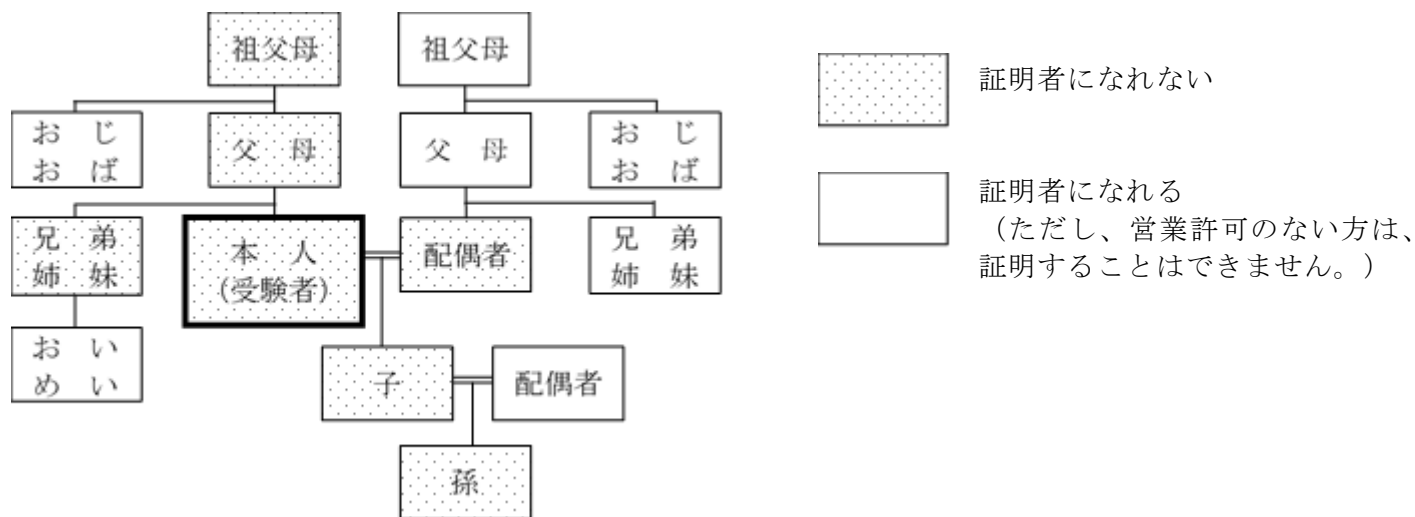 祖父母
祖父母
おじ
おば
父母
父母
おじ
おば
兄弟
姉妹
本人
(受験者)
配偶者
兄弟
姉妹
おい
めい
子
配偶者
孫
証明者になれない
証明者になれる
（ただし、営業許可のない方は、
証明することはできません。）